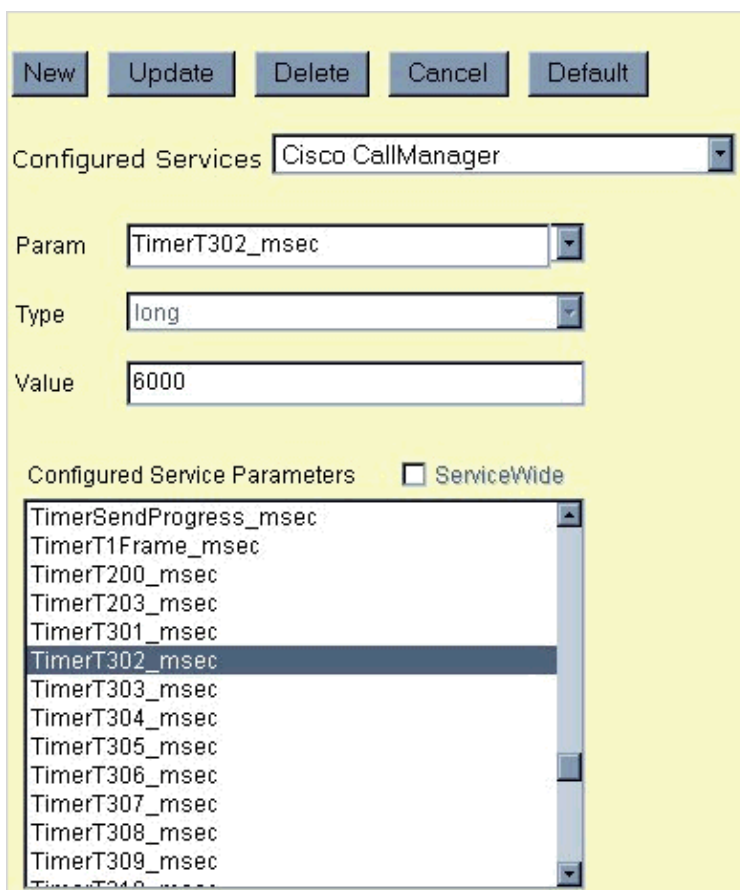 New Update Delete Cancel Default
Configured Services Cisco CallManager
Param TimerT302_msec
Type long
Value 6000
Configured Service Parameters ServiceWide
TimerSendProgress_msec
TimerT1Frame_msec
TimerT200_msec
TimerT203_msec
TimerT301_msec
TimerT302_msec
TimerT303_msec
TimerT304_msec
TimerT305_msec
TimerT306_msec
TimerT307_msec
TimerT308_msec
TimerT309_msec